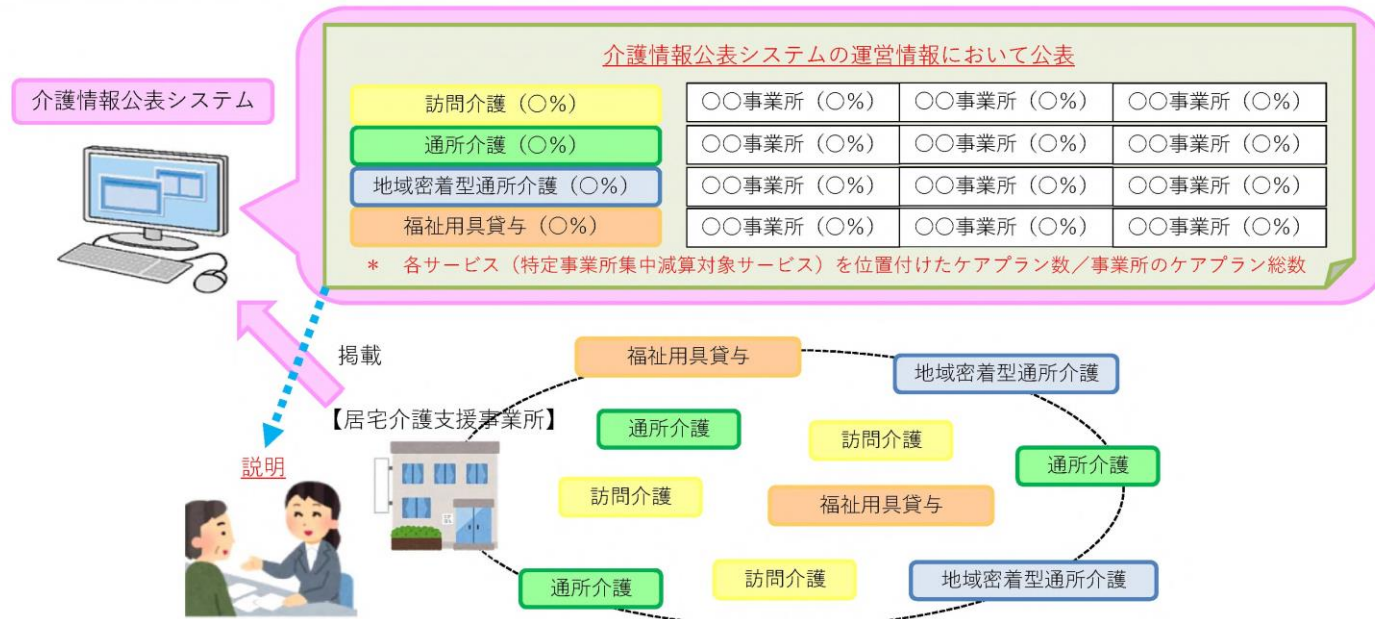 介護情報公表システムの運営情報において公表
介護情報公表システム
訪問介護（○%） ○○事業所（○%） ○○事業所（○%） ○○事業所（○%）
通所介護（○%） ○○事業所（○%） ○○事業所（○%） ○○事業所（○%）
地域密着型通所介護（○%） ○○事業所（○%） ○○事業所（○%） ○○事業所（○%）
福祉用具貸与（○%） ○○事業所（○%） ○○事業所（○%） ○○事業所（○%）
* 各サービス（特定事業所集中減算対象サービス）を位置付けたケアプラン数／事業所のケアプラン総数
掲載
福祉用具貸与
地域密着型通所介護
【居宅介護支援事業所】
通所介護
訪問介護
説明
通所介護
訪問介護
福祉用具貸与
通所介護
訪問介護
地域密着型通所介護